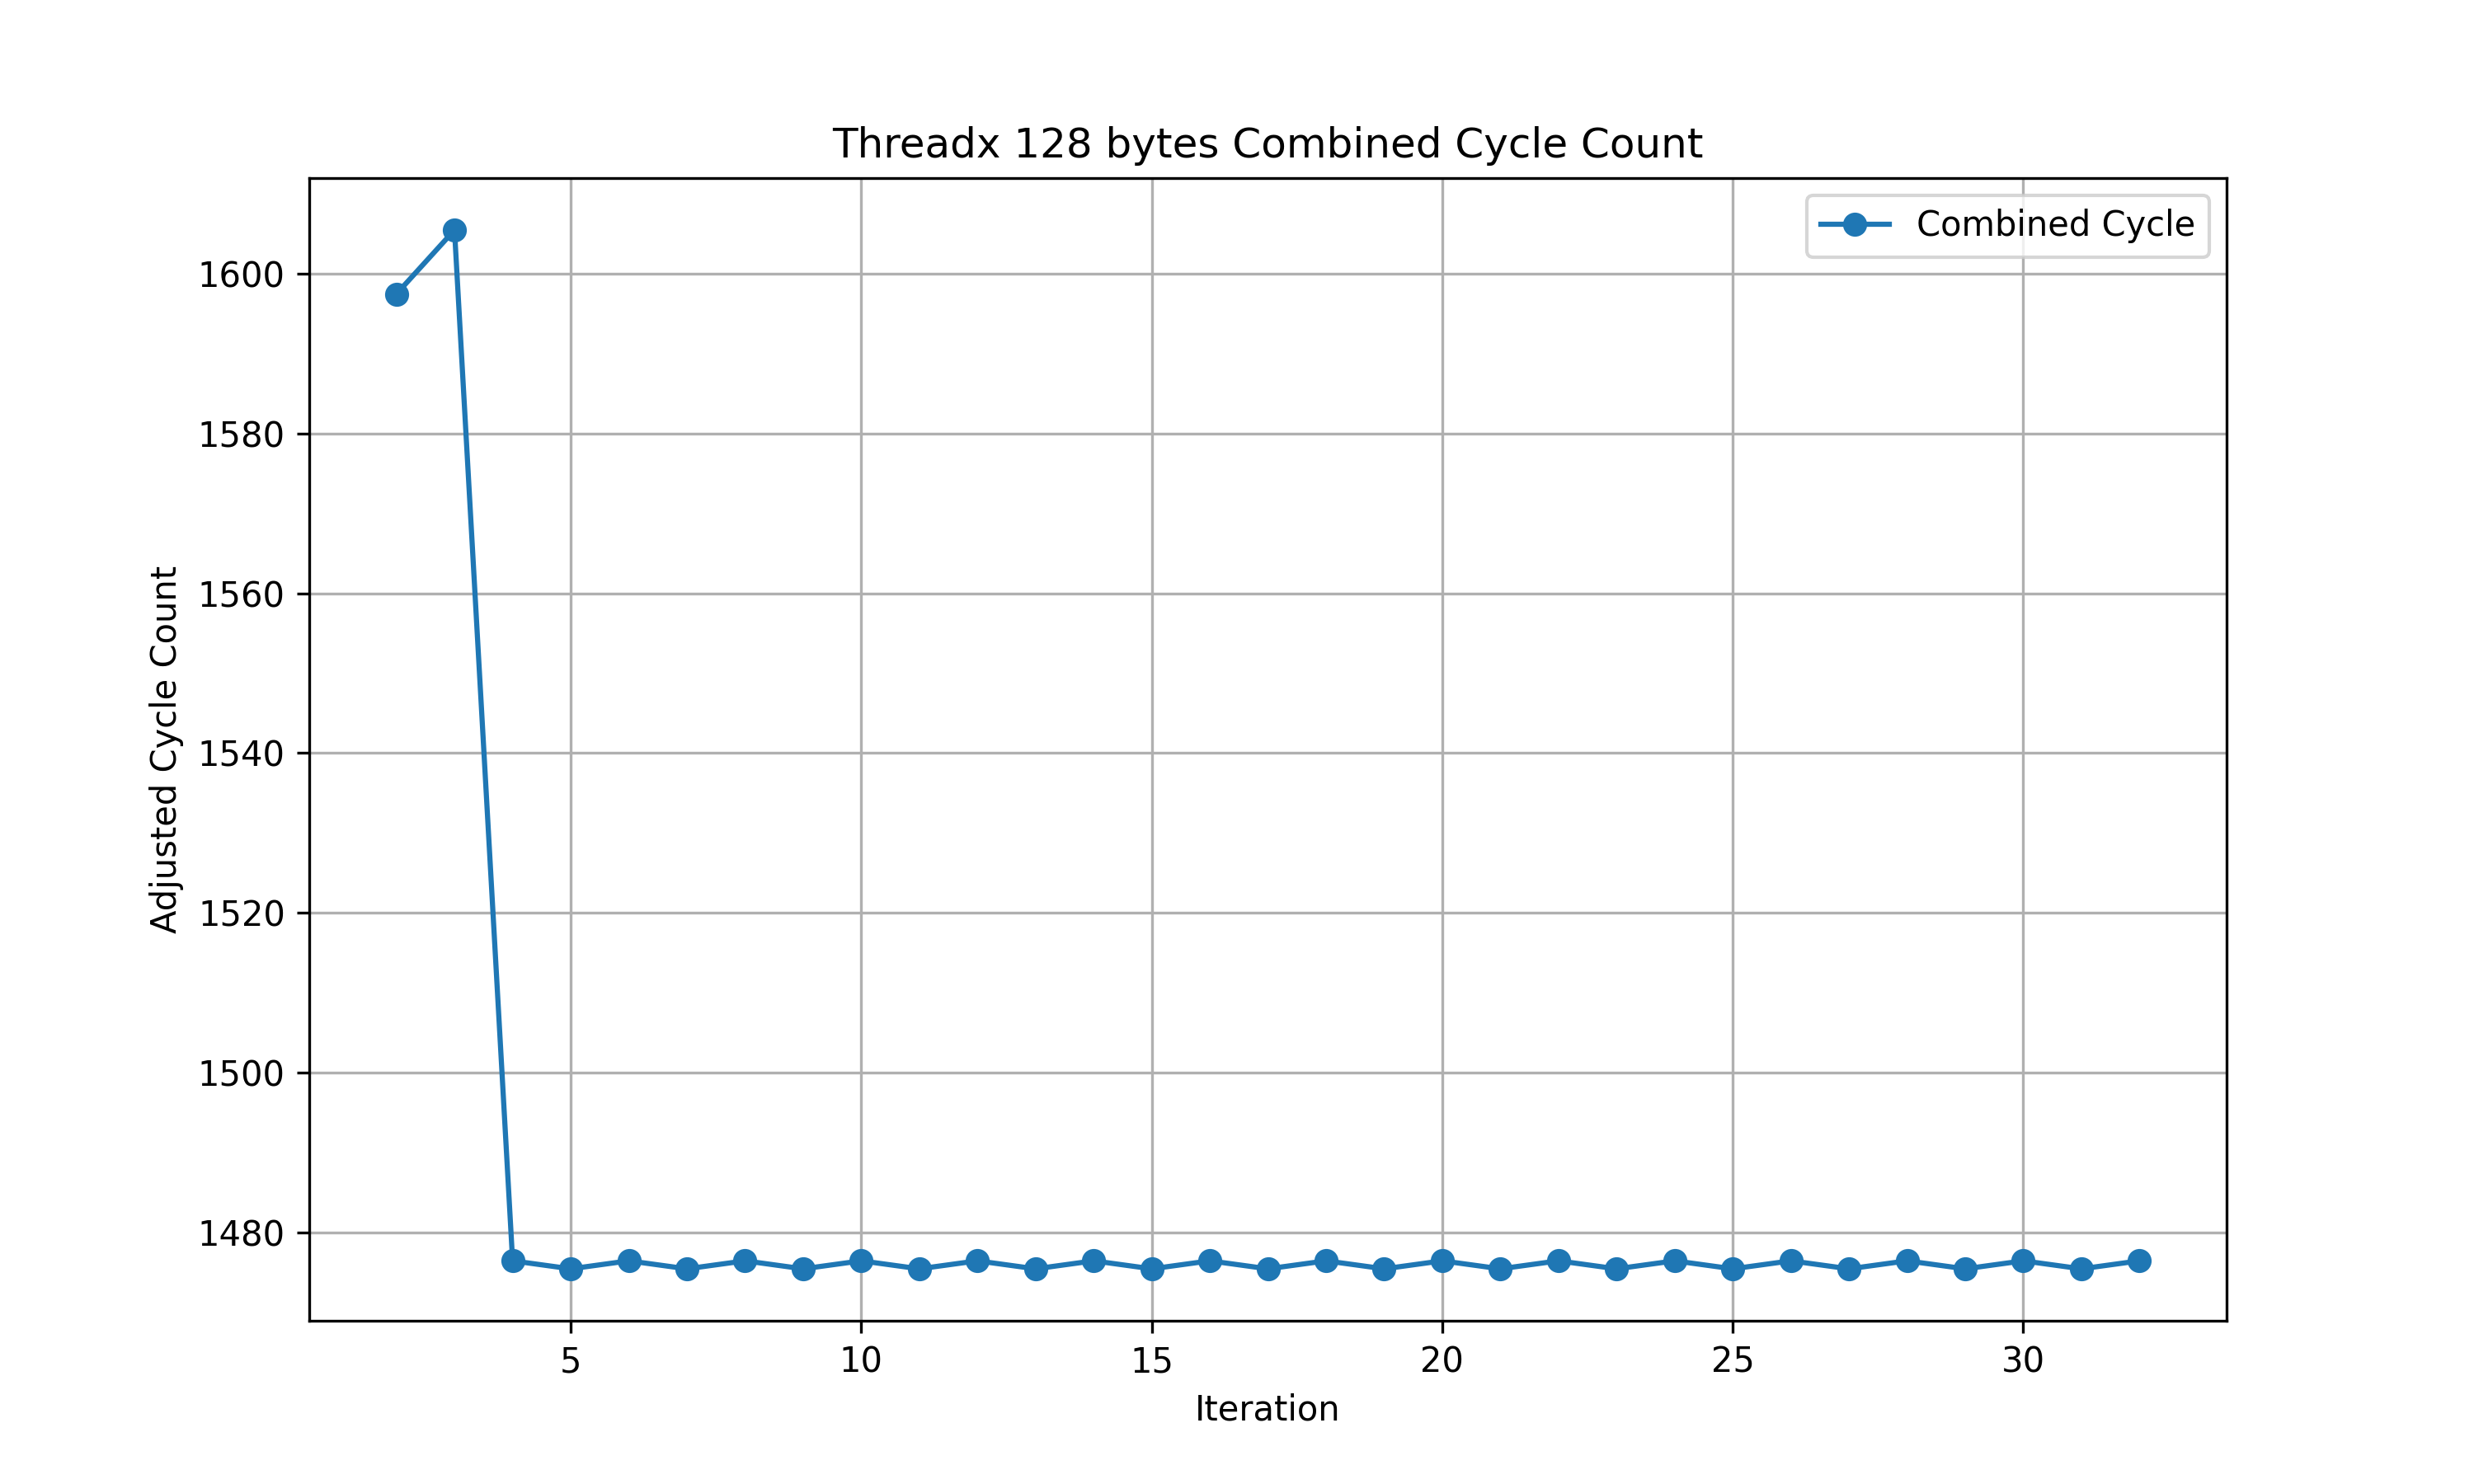 Threadx 128 bytes Combined Cycle Count
Combined Cycle
Adjusted Cycle Count
1600
1580
1560
1540
1520
1500
1480
5 10 15 20 25 30
Iteration